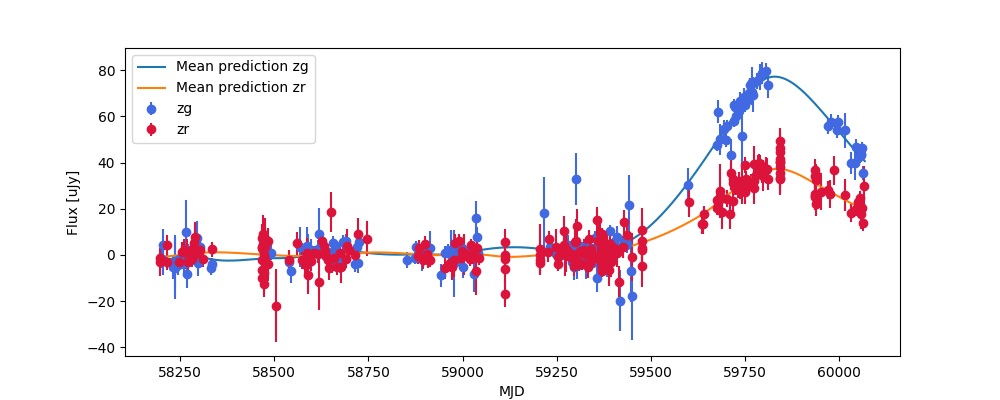 Mean prediction zg
Mean prediction zr
zg
zr
Flux [uJy]
80
60
40
20
0
−20
−40
58250
58500
58750
59000
59250
59500
59750
60000
MJD